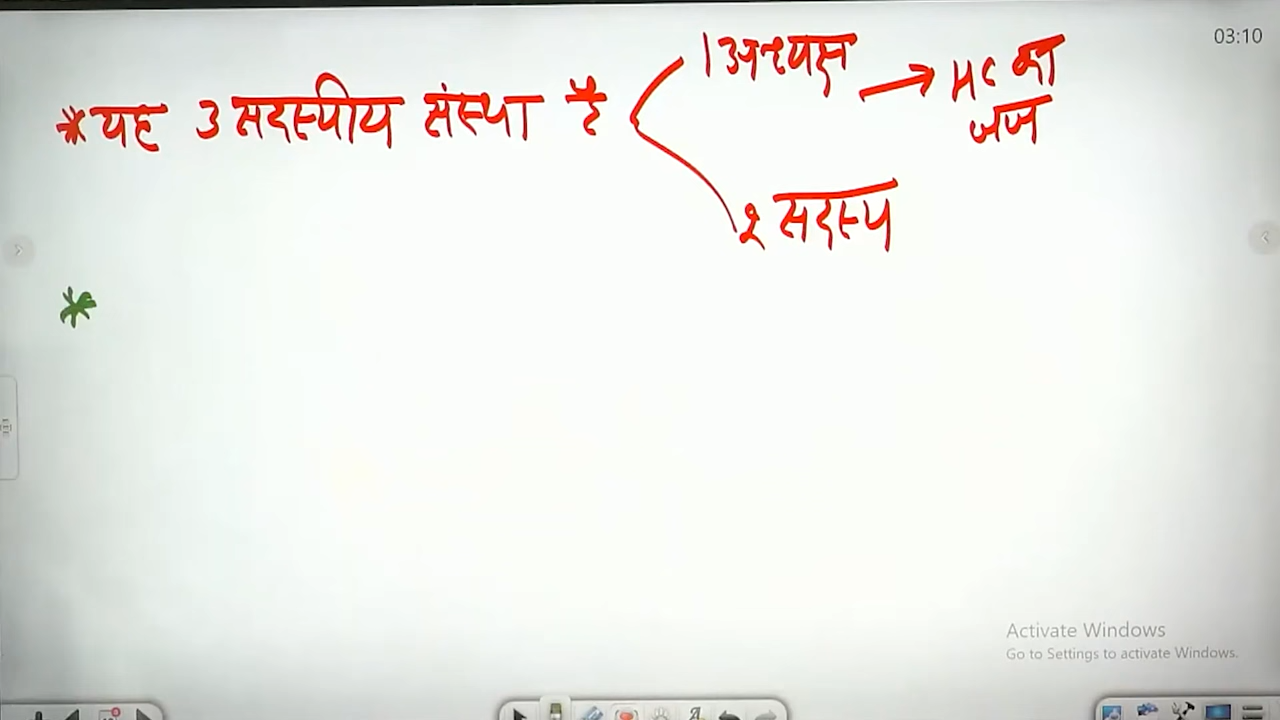 03:10
* यह 3 सदस्यीय संस्था है
1 अध्यक्ष → HC का
जज
2 सदस्य
*
Activate Windows
Go to Settings to activate Windows.